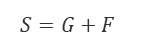 S = G + F